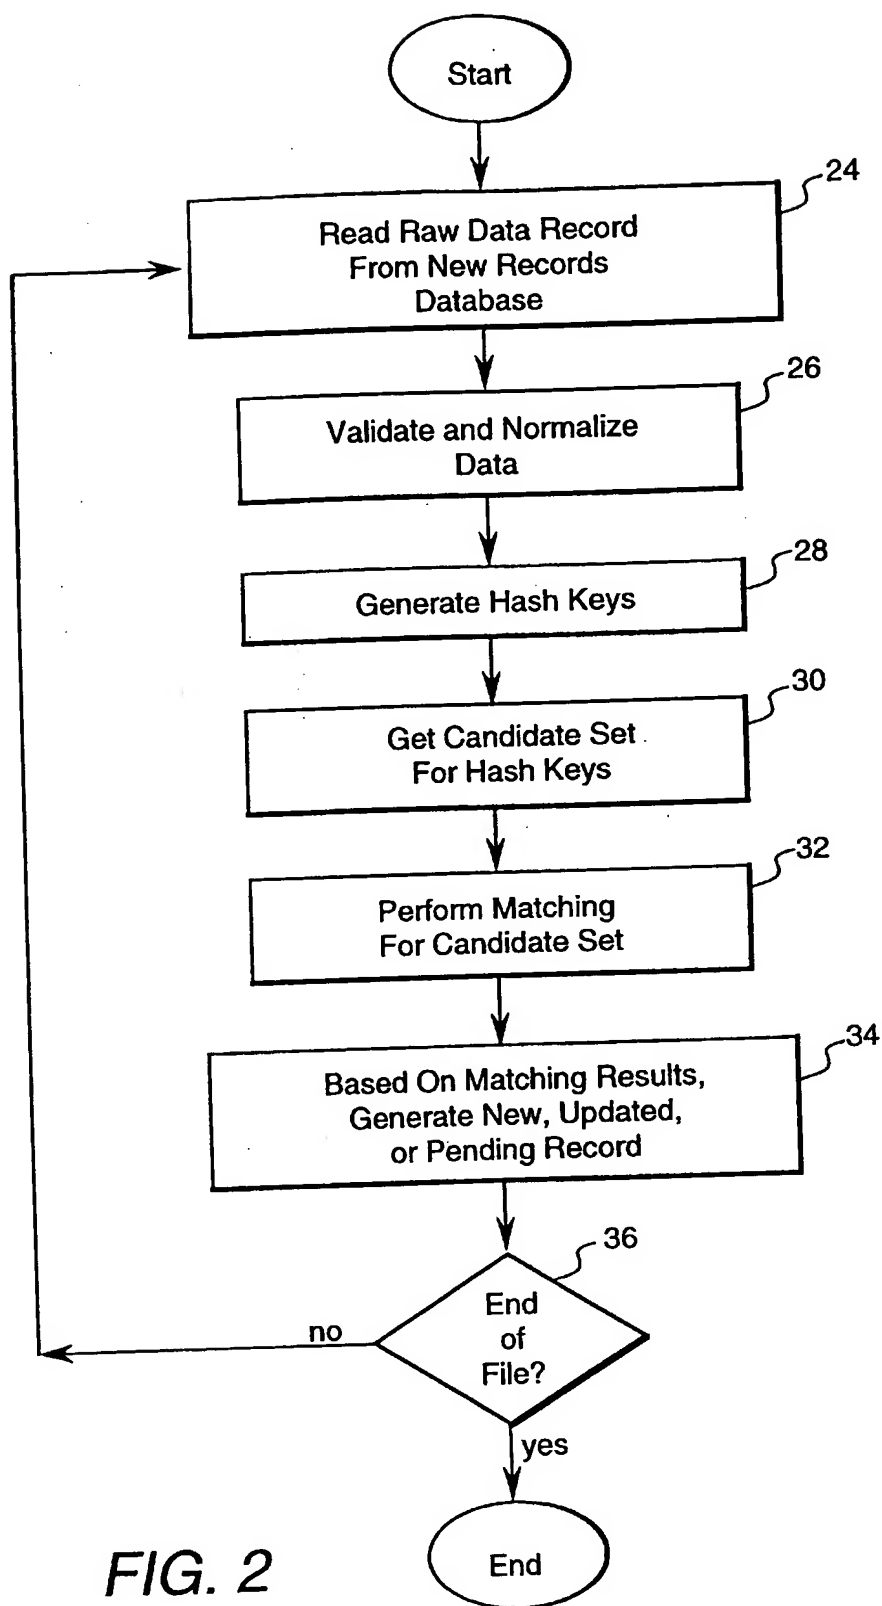 Start
24
Read Raw Data Record
From New Records
Database
26
Validate and Normalize
Data
28
Generate Hash Keys
30
Get Candidate Set
For Hash Keys
32
Perform Matching
For Candidate Set
34
Based On Matching Results,
Generate New, Updated,
or Pending Record
36
End
of
File?
no
yes
End
FIG. 2